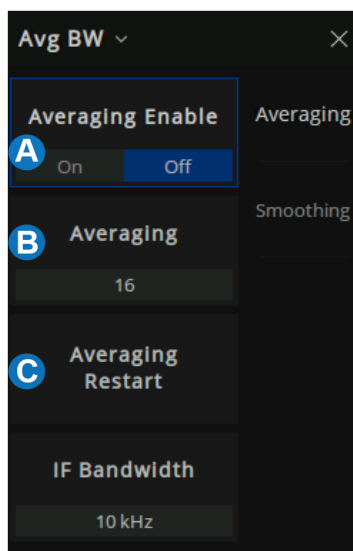 Avg BW
Averaging Enable
A
On Off
B
Averaging
16
C
Averaging
Restart
IF Bandwidth
10 kHz
Averaging
Smoothing